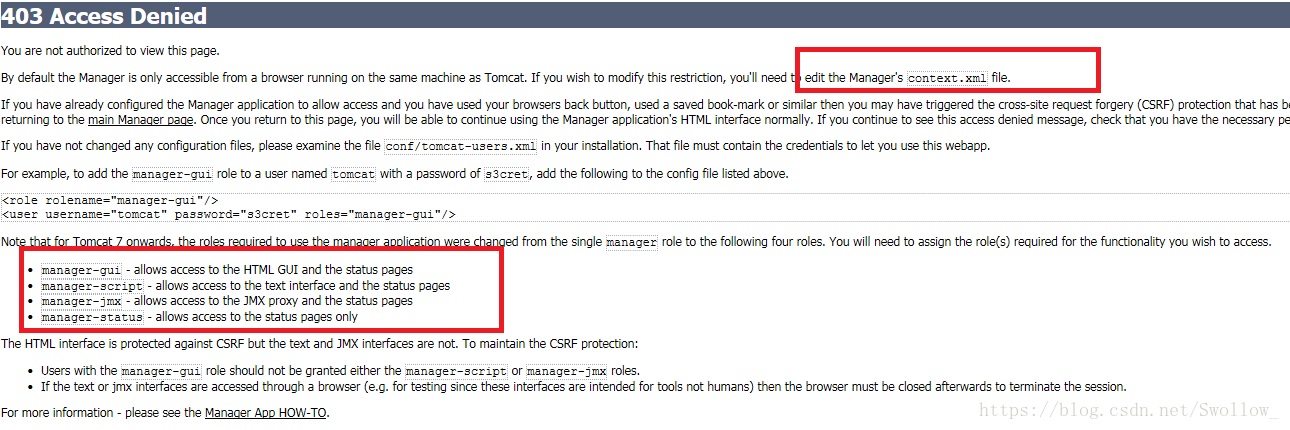 403 Access Denied
You are not authorized to view this page.
By default the Manager is only accessible from a browser running on the same machine as Tomcat. If you wish to modify this restriction, you'll need to edit the Manager's context.xml file.
If you have already configured the Manager application to allow access and you have used your browsers back button, used a saved book-mark or similar then you may have triggered the cross-site request forgery (CSRF) protection that has
returning to the main Manager page. Once you return to this page, you will be able to continue using the Manager application's HTML interface normally. If you continue to see this access denied message, check that you have the necessary
If you have not changed any configuration files, please examine the file conf/tomcat-users.xml in your installation. That file must contain the credentials to let you use this webapp.
For example, to add the manager-gui role to a user named tomcat with a password of s3cret, add the following to the config file listed above.
<role rolename="manager-gui"/>
<user username="tomcat" password="s3cret" roles="manager-gui"/>
Note that for Tomcat 7 onwards, the roles required to use the manager application were changed from the single manager role to the following four roles. You will need to assign the role(s) required for the functionality you wish to access.
• manager-gui - allows access to the HTML GUI and the status pages
• manager-script - allows access to the text interface and the status pages
• manager-jmx - allows access to the JMX proxy and the status pages
• manager-status - allows access to the status pages only
The HTML interface is protected against CSRF but the text and JMX interfaces are not. To maintain the CSRF protection:
• Users with the manager-gui role should not be granted either the manager-script or manager-jmx roles.
• If the text or jmx interfaces are accessed through a browser (e.g. for testing since these interfaces are intended for tools not humans) then the browser must be closed afterwards to terminate the session.
For more information - please see the Manager App HOW-TO.
https://blog.csdn.net/Swollow_